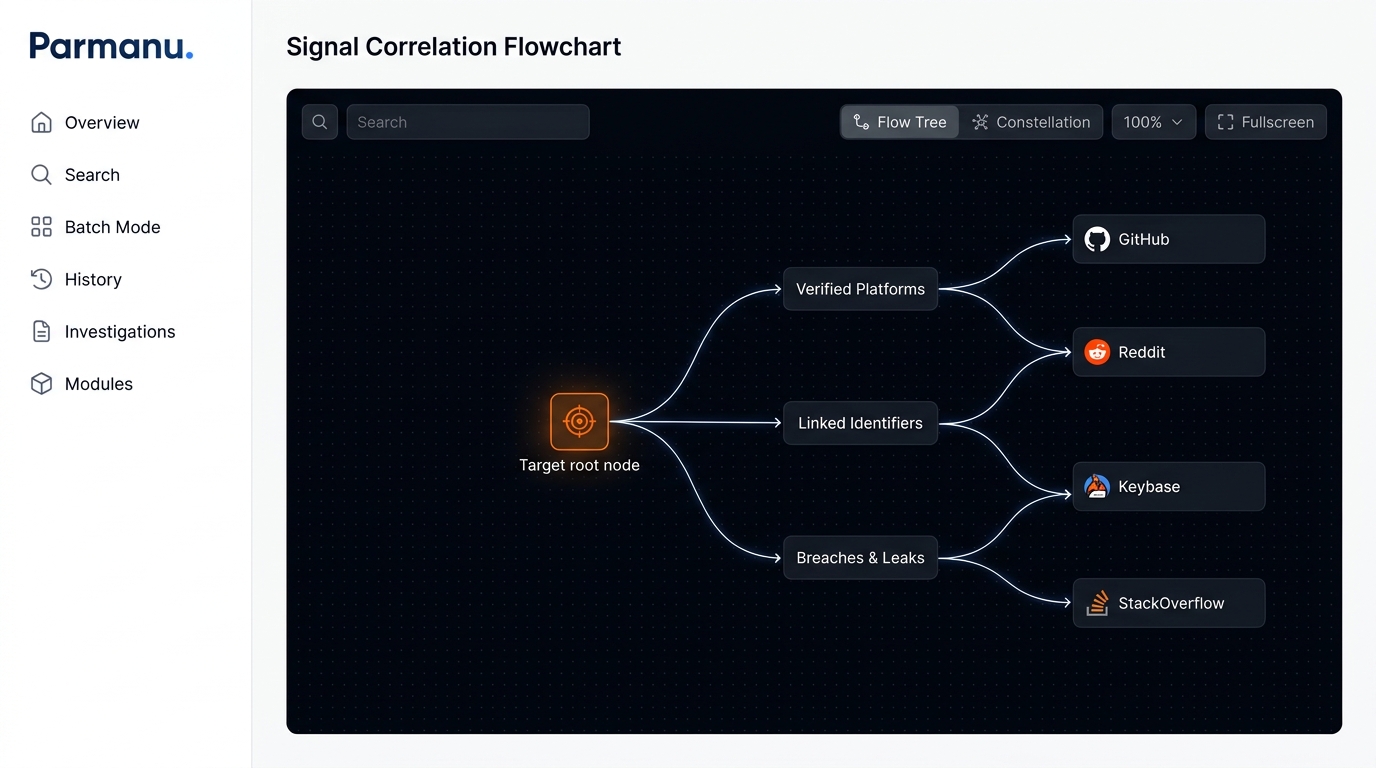 Parmanu.
Overview
Search
Batch Mode
History
Investigations
Modules
Signal Correlation Flowchart
Search
Flow Tree
Constellation
100%
Fullscreen
Target root node
Verified Platforms
Linked Identifiers
Breaches & Leaks
GitHub
Reddit
Keybase
StackOverflow